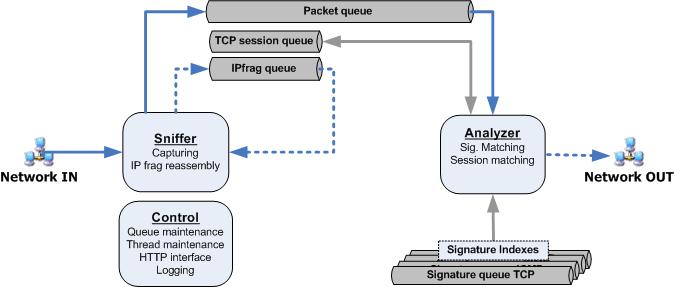 Packet queue
TCP session queue
IPfrag queue
Sniffer
Capturing
IP frag reassembly
Analyzer
Sig. Matching
Session matching
Network IN
Network OUT
Control
Queue maintenance
Thread maintenance
HTTP interface
Logging
Signature Indexes
Signature queue TCP